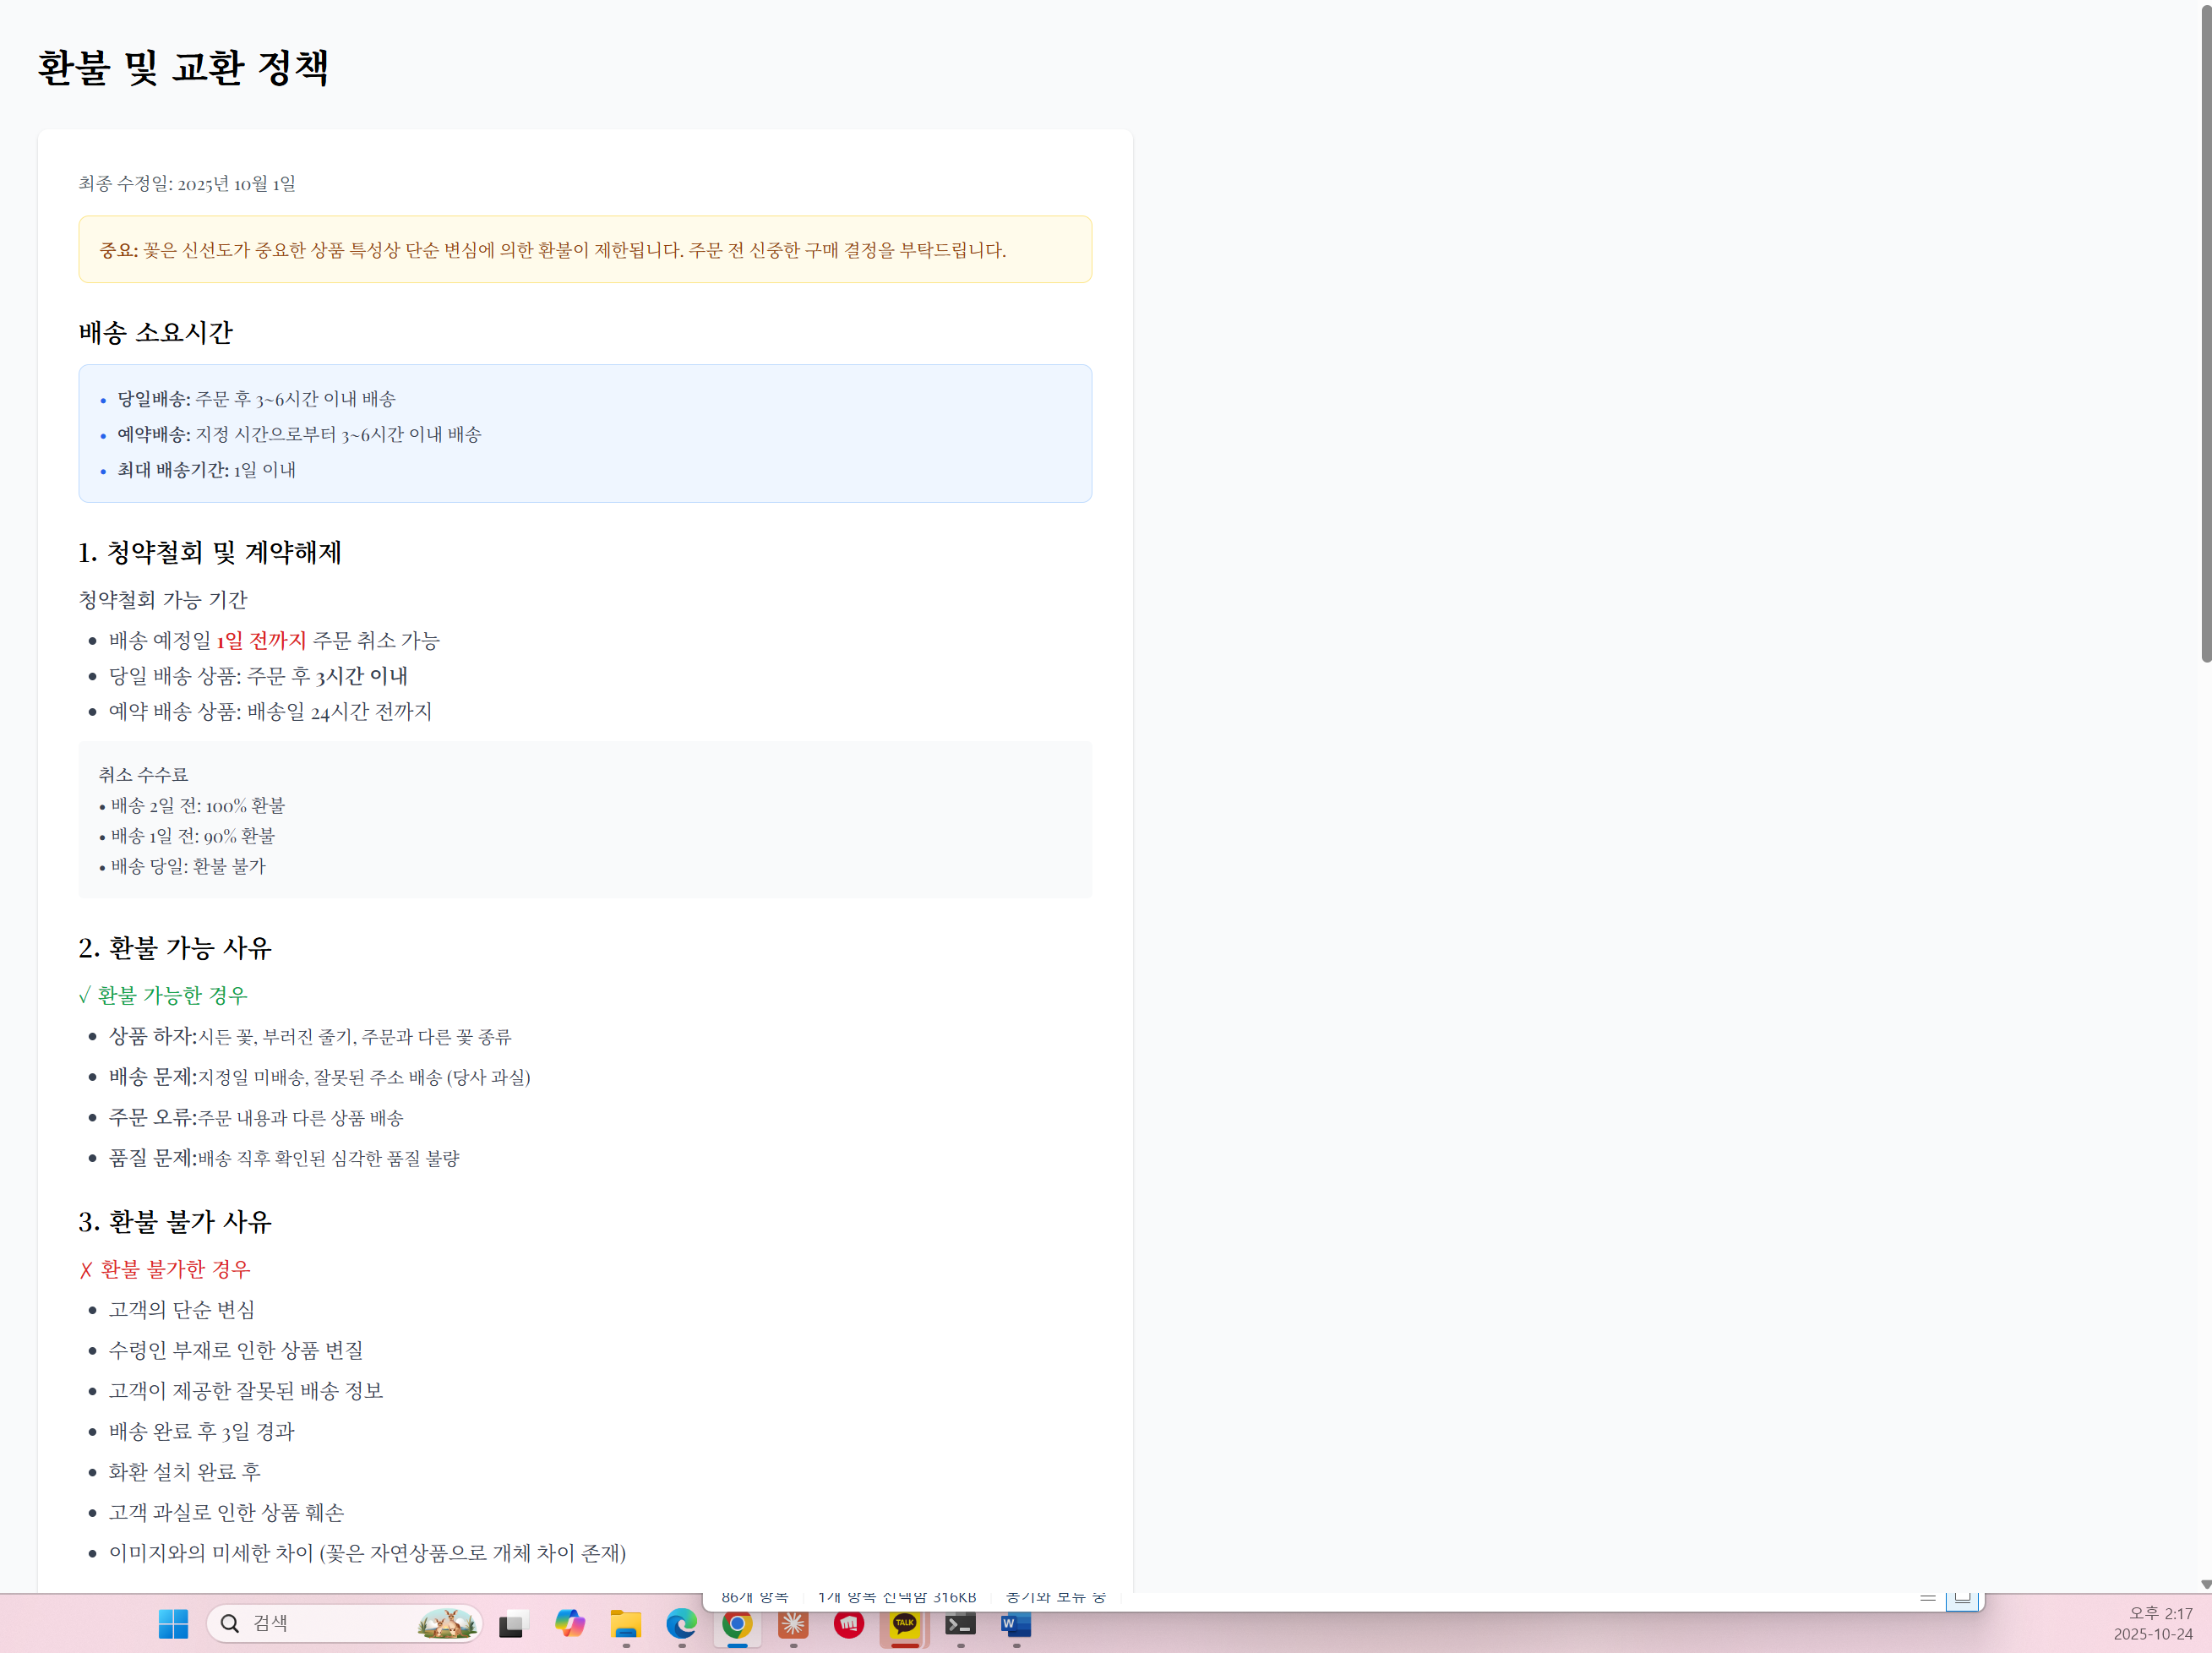 환불 및 교환 정책
최종 수정일: 2025년 10월 1일
중요: 꽃은 신선도가 중요한 상품 특성상 단순 변심에 의한 환불이 제한됩니다. 주문 전 신중한 구매 결정을 부탁드립니다.
배송 소요시간
• 당일배송: 주문 후 3~6시간 이내 배송
• 예약배송: 지정 시간으로부터 3~6시간 이내 배송
• 최대 배송기간: 1일 이내
1. 청약철회 및 계약해제
청약철회 가능 기간
• 배송 예정일 1일 전까지 주문 취소 가능
• 당일 배송 상품: 주문 후 3시간 이내
• 예약 배송 상품: 배송일 24시간 전까지
취소 수수료
• 배송 2일 전: 100% 환불
• 배송 1일 전: 90% 환불
• 배송 당일: 환불 불가
2. 환불 가능 사유
✓ 환불 가능한 경우
• 상품 하자:시든 꽃, 부러진 줄기, 주문과 다른 꽃 종류
• 배송 문제:지정일 미배송, 잘못된 주소 배송 (당사 과실)
• 주문 오류:주문 내용과 다른 상품 배송
• 품질 문제:배송 직후 확인된 심각한 품질 불량
3. 환불 불가 사유
✗ 환불 불가한 경우
• 고객의 단순 변심
• 수령인 부재로 인한 상품 변질
• 고객이 제공한 잘못된 배송 정보
• 배송 완료 후 3일 경과
• 화환 설치 완료 후
• 고객 과실로 인한 상품 훼손
• 이미지와의 미세한 차이 (꽃은 자연상품으로 개체 차이 존재)
86개 항목 1개 항목 선택함 316KB 동기화 보류 중
검색
TALK
W
오후 2:17
2025-10-24